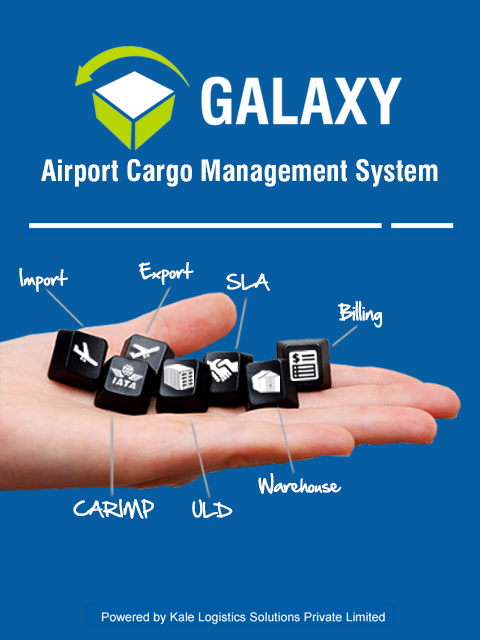 GALAXY
Airport Cargo Management System
Import
Export
SLA
Billing
IATA
$
CARIMP
ULD
Warehouse
Powered by Kale Logistics Solutions Private Limited